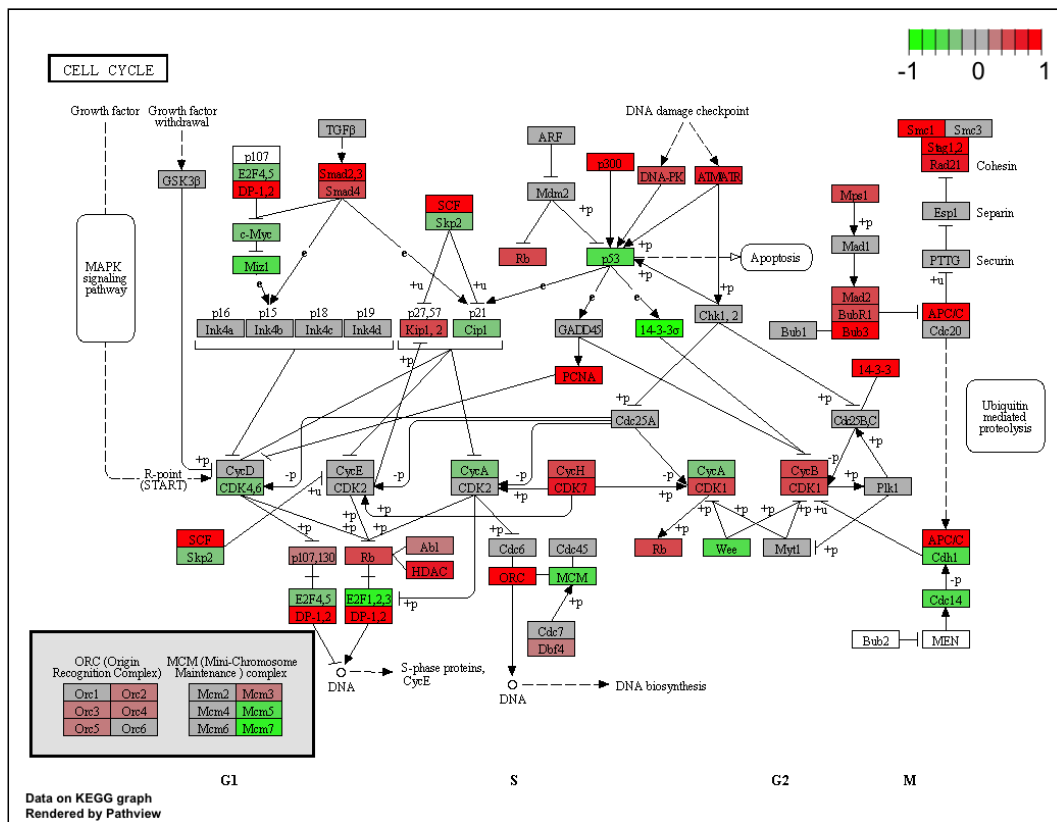 -1 0 1
CELL CYCLE
Growth factor
Growth factor
withdrawal
TGFβ
ARF
DNA damage checkpoint
Smc1 Smc3
Stag1,2
Rad21
Cohesin
p107
E2F4,5
DP-1,2
GSK3β
Smad2,3
Smad4
p300
DNA-PK
ATM/ATR
Mdm2
SCF
Skp2
+p
+u
Mps1
Esp1
Separin
c-Myc
Miz1
Rb
p53
+p
Mad1
PTTG
Securin
MAPK
signaling
pathway
Apoptosis
e
e
e
e
e
+u
+p
+p
+u
Mad2
BubR1
Bub3
Bub1
APC/C
Cdc20
p16 p15 p18 p19 p27,57 p21
Ink4a Ink4b Ink4c Ink4d Kip1, 2 Cip1
GADD45
14-3-3σ
Chk1, 2
+p
PCNA
14-3-3
Ubiquitin
mediated
proteolysis
+p
Cdc25A
+p
Cdc25B,C
R-point
(START)
+p
CycD
CDK4,6
-p
+u
CycE
CDK2
-p
CycA
CDK2
-p
+p
CycH
CDK7
-p
+p
CycA
CDK1
CycB
CDK1
-p
+p
+u
Plk1
+p
SCF
Skp2
+p
+p
+p
+p
+p
+p
+p
+p
+p
p107,130
Rb
Abl
HDAC
Cdc6
Cdc45
ORC
MCM
Rb
Wee
Myt1
+p
APC/C
Cdh1
-p
Cdc14
E2F4,5
DP-1,2
E2F1,2,3
DP-1,2
+p
+p
Cdc7
Dbf4
Bub2
MEN
DNA
S-phase proteins,
CycE
DNA
DNA biosynthesis
ORC (Origin
Recognition Complex)
MCM (Mini-Chromosome
Maintenance ) complex
Orc1 Orc2 Mcm2 Mcm3
Orc3 Orc4 Mcm4 Mcm5
Orc5 Orc6 Mcm6 Mcm7
G1 S G2 M
Data on KEGG graph
Rendered by Pathview